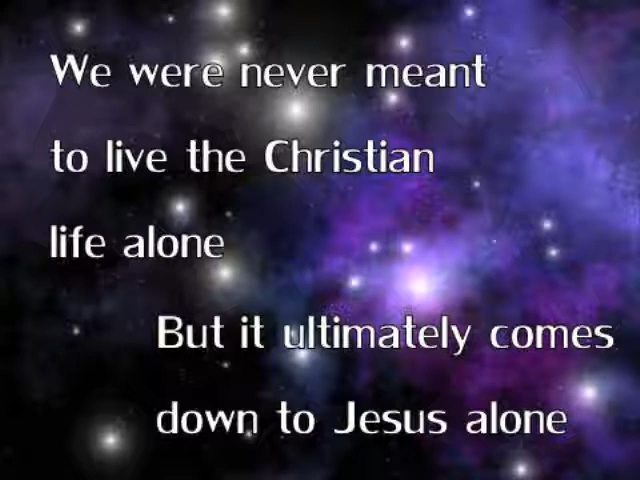 We were never meant
to live the Christian
life alone
But it ultimately comes
down to Jesus alone